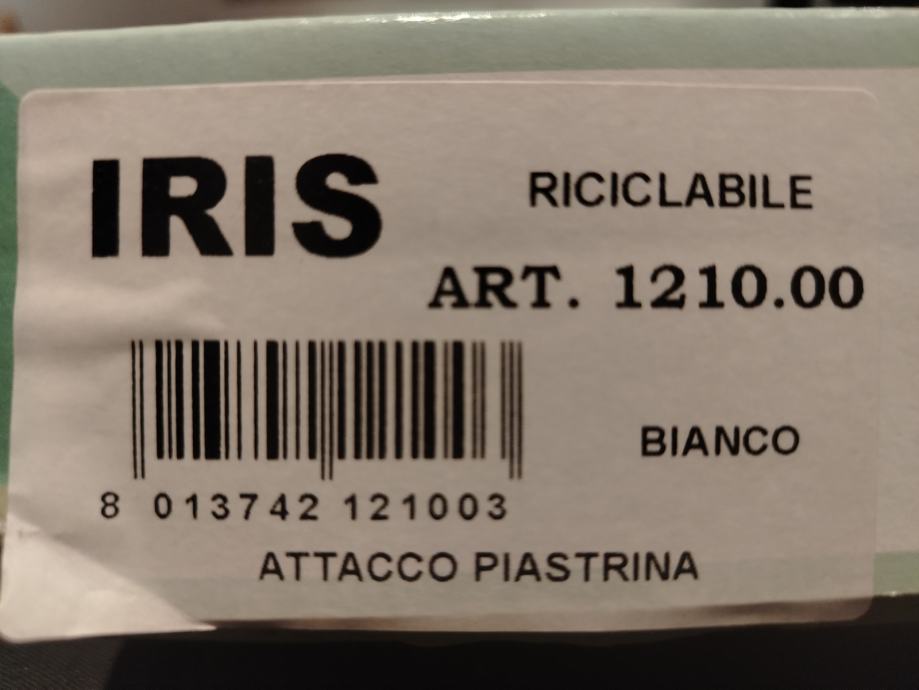 IRIS
RICICLABILE
ART. 1210.00
BIANCO
8 013742 121003
ATTACCO PIASTRINA